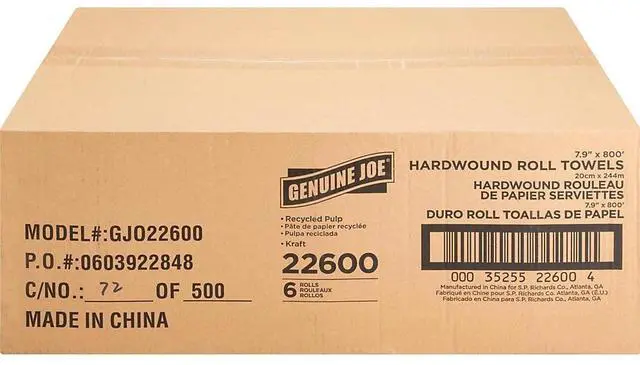 MODEL#:GJO22600
P.O.#:0603922848
C/NO.: 72 OF 500
MADE IN CHINA
GENUINE JOE®
• Recycled Pulp
• Pâte de papier recyclée
• Pulpa reciclada
• Kraft
22600
6 ROLLS
ROULEAUX
ROLLOS
7.9" x 800'
HARDWOUND ROLL TOWELS
20cm x 244m
HARDWOUND ROULEAU
DE PAPIER SERVIETTES
7.9" x 800'
DURO ROLL TOALLAS DE PAPEL
000 35255 22600 4
Manufactured in China for S.P. Richards Co., Atlanta, GA
Fabriqué en Chine pour S.P. Richards Co., Atlanta, GA (É.U.)
Fabricado en China para S.P. Richards Co., Atlanta, GA